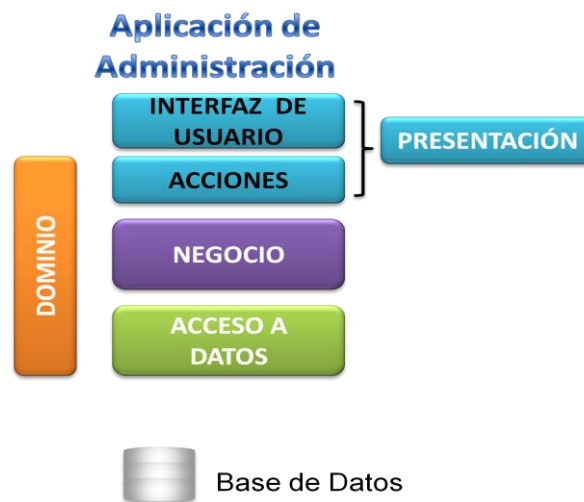 Aplicación de
Administración
INTERFAZ DE
USUARIO
PRESENTACIÓN
ACCIONES
DOMINIO
NEGOCIO
ACCESO A
DATOS
Base de Datos